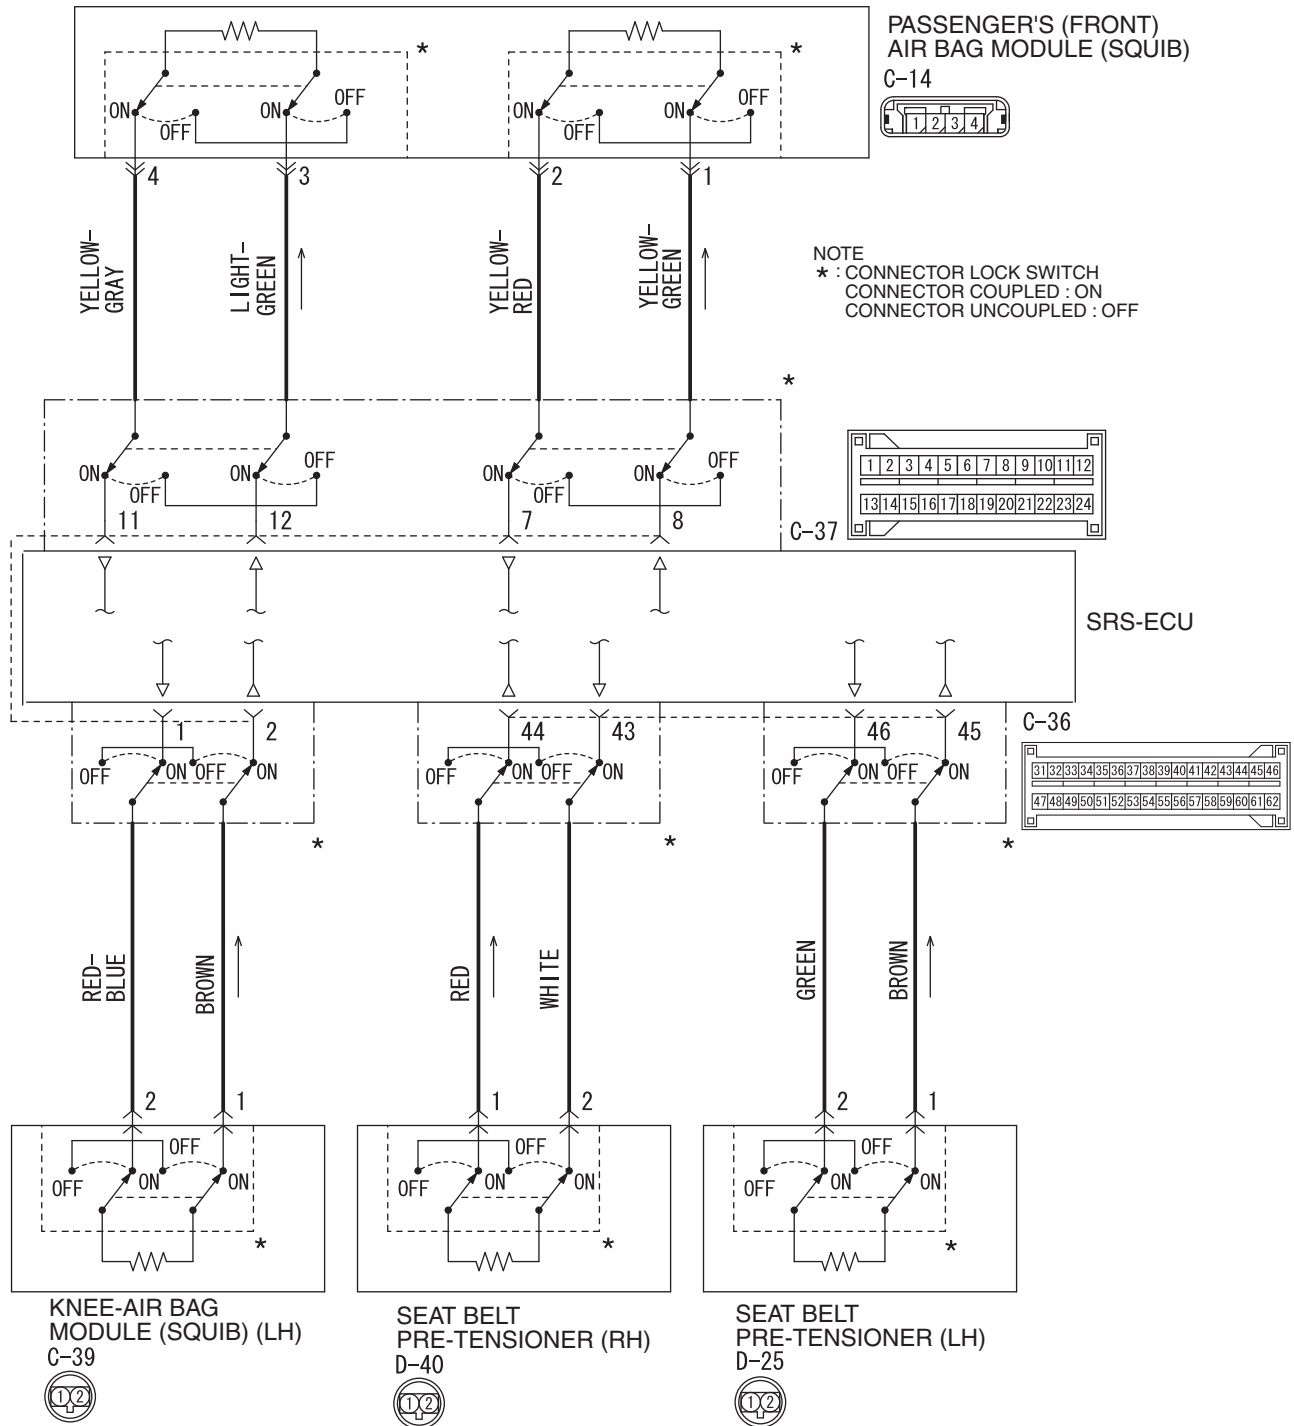 PASSENGER'S (FRONT)
AIR BAG MODULE (SQUIB)
C-14
1 2 3 4
* *
ON OFF ON OFF ON OFF ON OFF
4 3 2 1
YELLOW-
GRAY
LIGHT-
GREEN
YELLOW-
RED
YELLOW-
GREEN
NOTE
* : CONNECTOR LOCK SWITCH
CONNECTOR COUPLED : ON
CONNECTOR UNCOUPLED : OFF
*
ON OFF ON OFF ON OFF ON OFF
11 12 7 8
C-37
1 2 3 4 5 6 7 8 9 10 11 12
13 14 15 16 17 18 19 20 21 22 23 24
SRS-ECU
1 2 44 43 46 45
C-36
31 32 33 34 35 36 37 38 39 40 41 42 43 44 45 46
47 48 49 50 51 52 53 54 55 56 57 58 59 60 61 62
OFF ON OFF ON OFF ON OFF ON OFF ON OFF ON
* * *
RED-
BLUE
BROWN
RED
WHITE
GREEN
BROWN
2 1 1 2 2 1
OFF OFF OFF
OFF ON ON OFF ON ON OFF ON ON
* * *
KNEE-AIR BAG
MODULE (SQUIB) (LH)
C-39
1 2
SEAT BELT
PRE-TENSIONER (RH)
D-40
1 2
SEAT BELT
PRE-TENSIONER (LH)
D-25
1 2